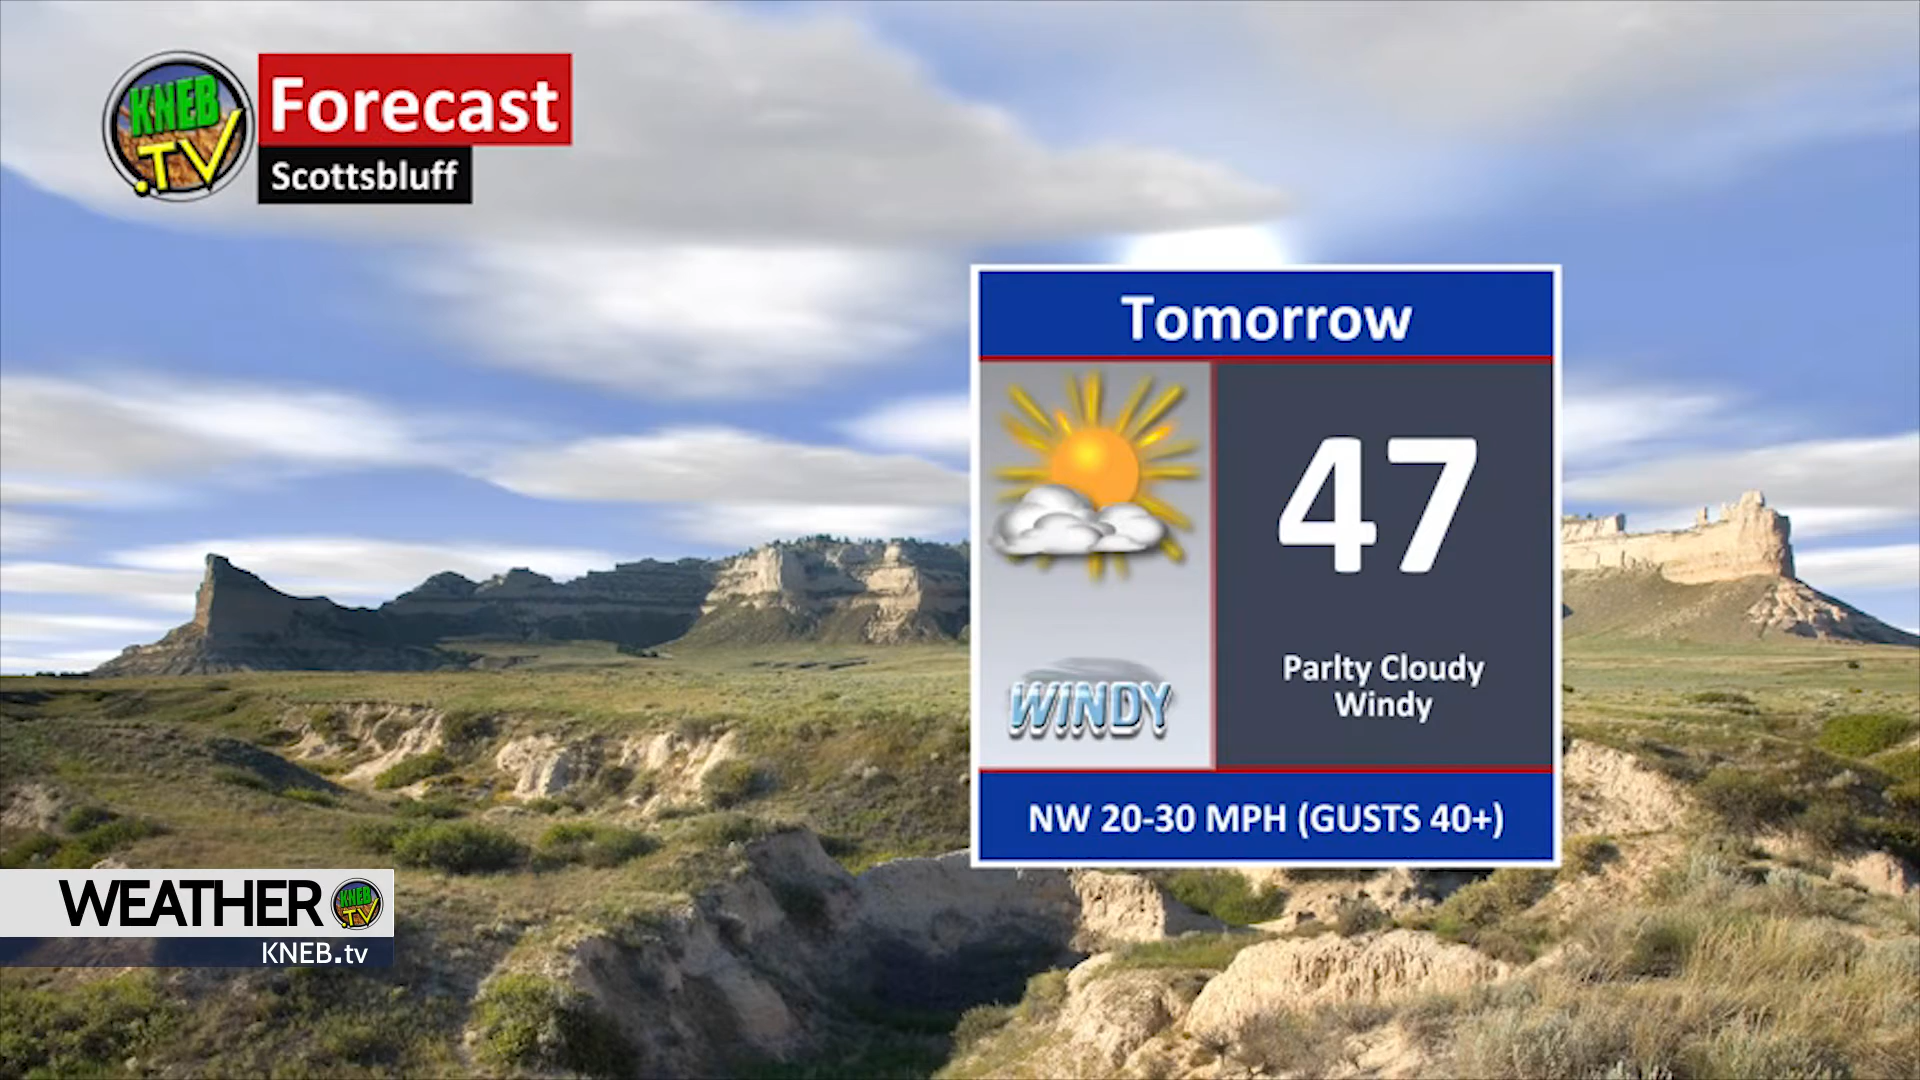 KNEB
.TV
Forecast
Scottsbluff
Tomorrow
47
WINDY
Parlty Cloudy
Windy
NW 20-30 MPH (GUSTS 40+)
WEATHER
KNEB
.TV
KNEB.tv